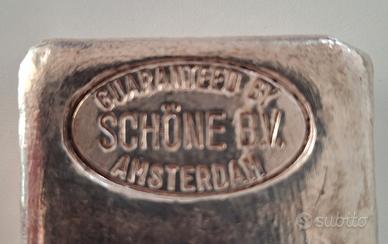 GUARANTEED BY
SCHÖNE B.V.
AMSTERDAM
subito